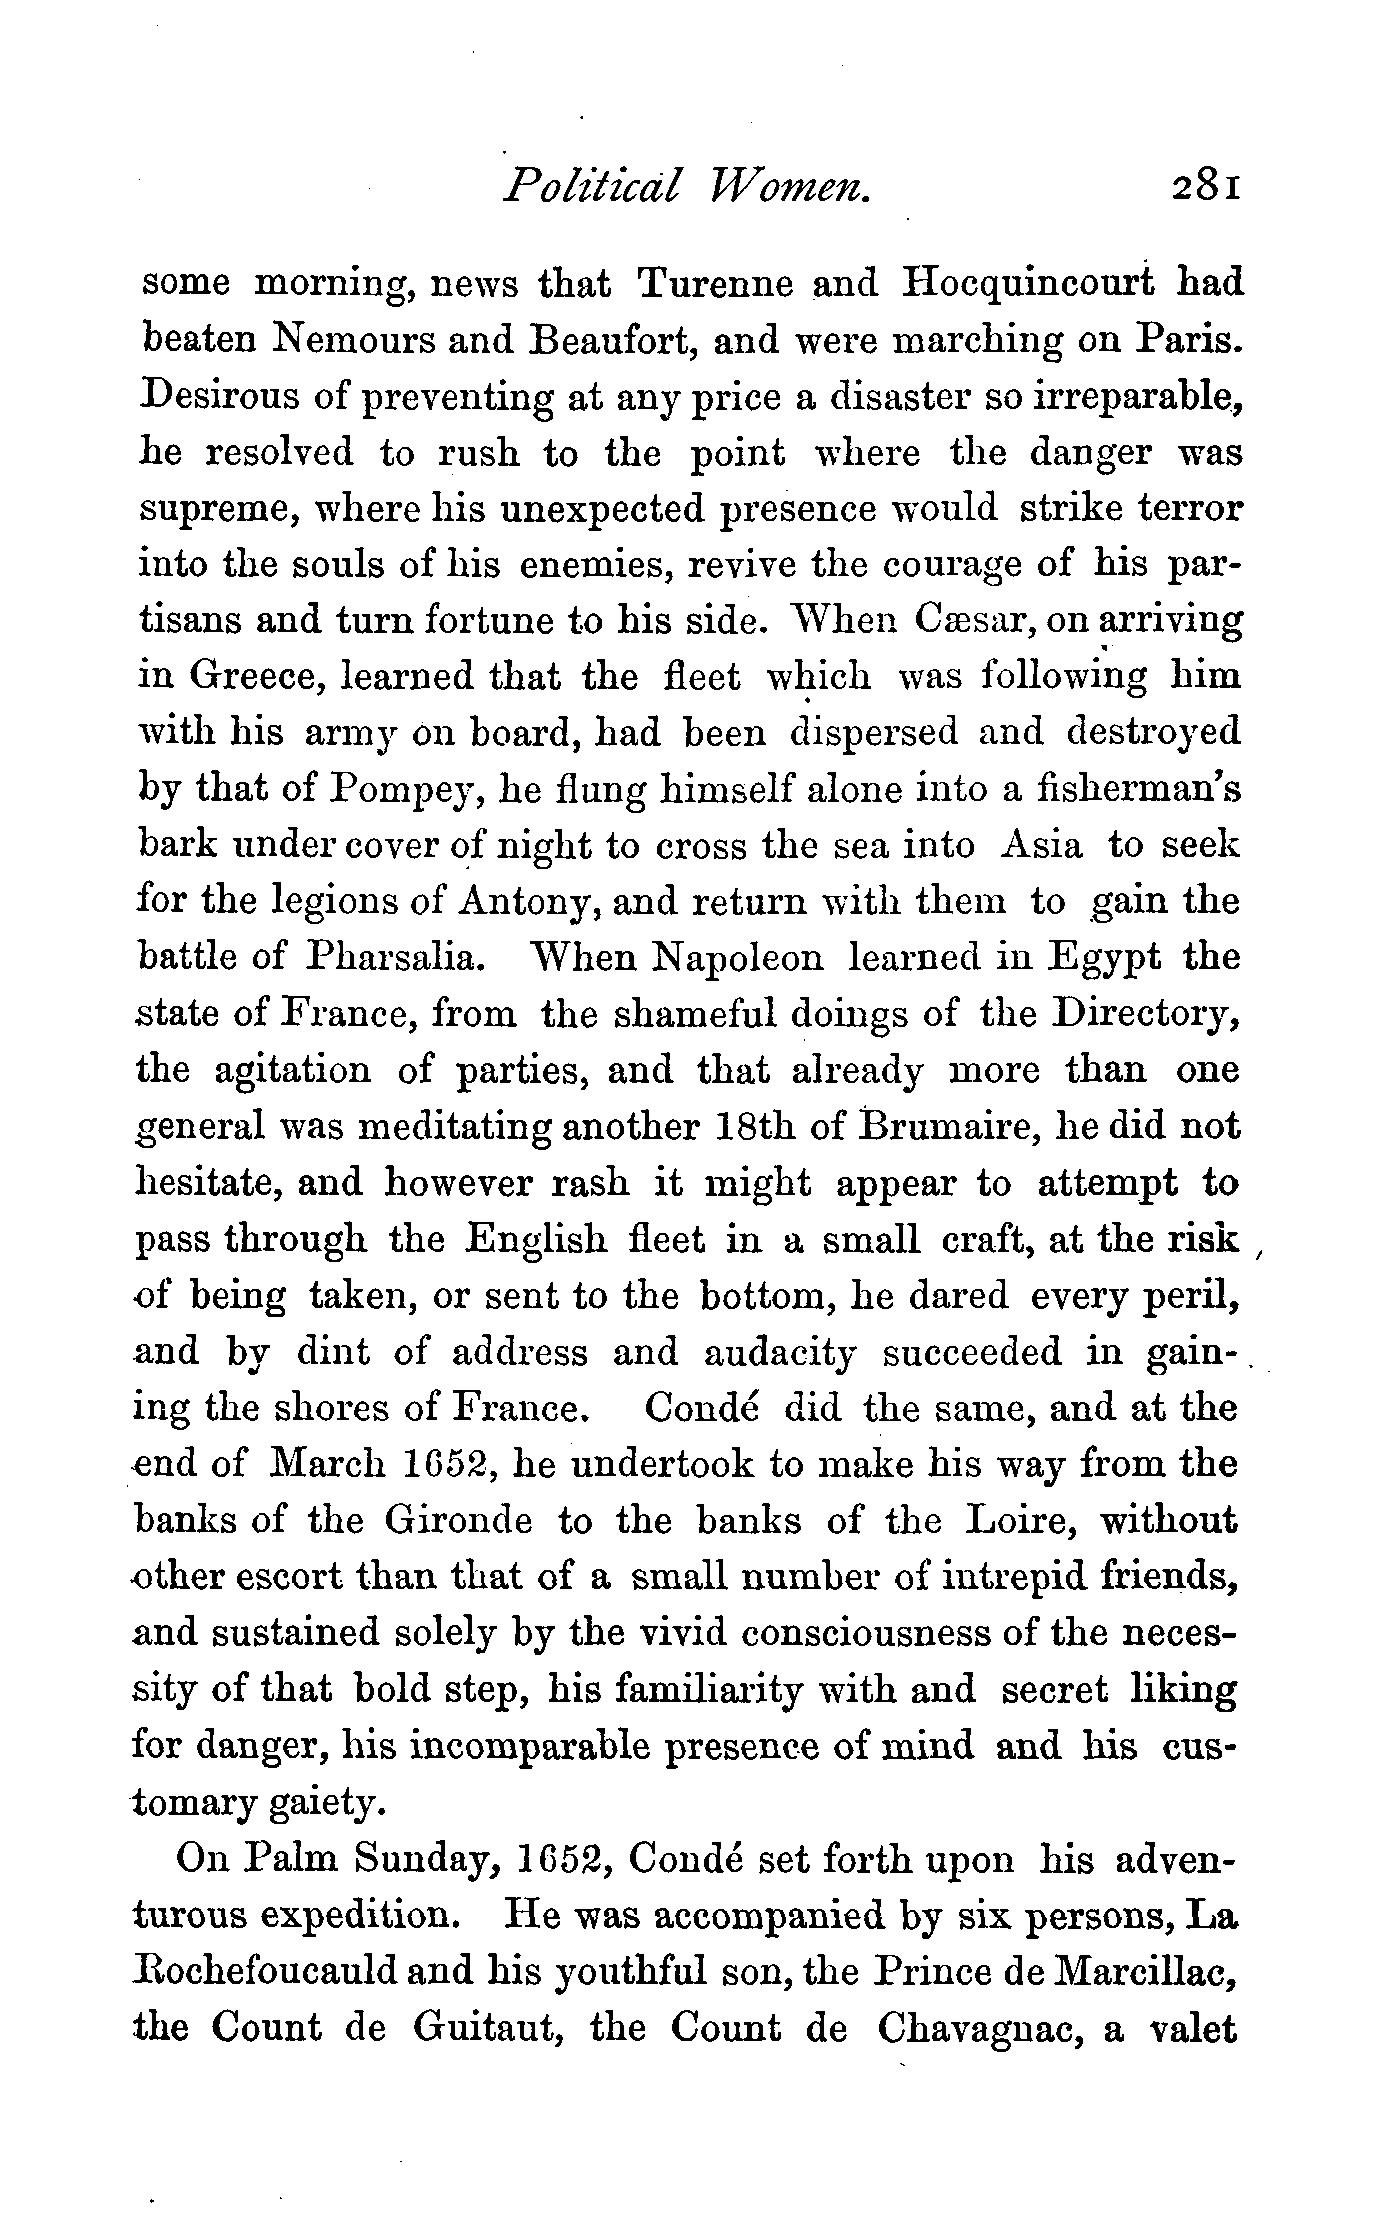 Political Women. 281
some morning, news that Turenne and Hocquincourt had
beaten Nemours and Beaufort, and were marching on Paris.
Desirous of preventing at any price a disaster so irreparable,
he resolved to rush to the point where the danger was
supreme, where his unexpected presence would strike terror
into the souls of his enemies, revive the courage of his par-
tisans and turn fortune to his side. When Cæsar, on arriving
in Greece, learned that the fleet which was following him
with his army on board, had been dispersed and destroyed
by that of Pompey, he flung himself alone into a fisherman's
bark under cover of night to cross the sea into Asia to seek
for the legions of Antony, and return with them to gain the
battle of Pharsalia. When Napoleon learned in Egypt the
state of France, from the shameful doings of the Directory,
the agitation of parties, and that already more than one
general was meditating another 18th of Brumaire, he did not
hesitate, and however rash it might appear to attempt to
pass through the English fleet in a small craft, at the risk
of being taken, or sent to the bottom, he dared every peril,
and by dint of address and audacity succeeded in gain-
ing the shores of France. Condé did the same, and at the
end of March 1652, he undertook to make his way from the
banks of the Gironde to the banks of the Loire, without
other escort than that of a small number of intrepid friends,
and sustained solely by the vivid consciousness of the neces-
sity of that bold step, his familiarity with and secret liking
for danger, his incomparable presence of mind and his cus-
tomary gaiety.
On Palm Sunday, 1652, Condé set forth upon his adven-
turous expedition. He was accompanied by six persons, La
Rochefoucauld and his youthful son, the Prince de Marcillac,
the Count de Guitaut, the Count de Chavagnac, a valet